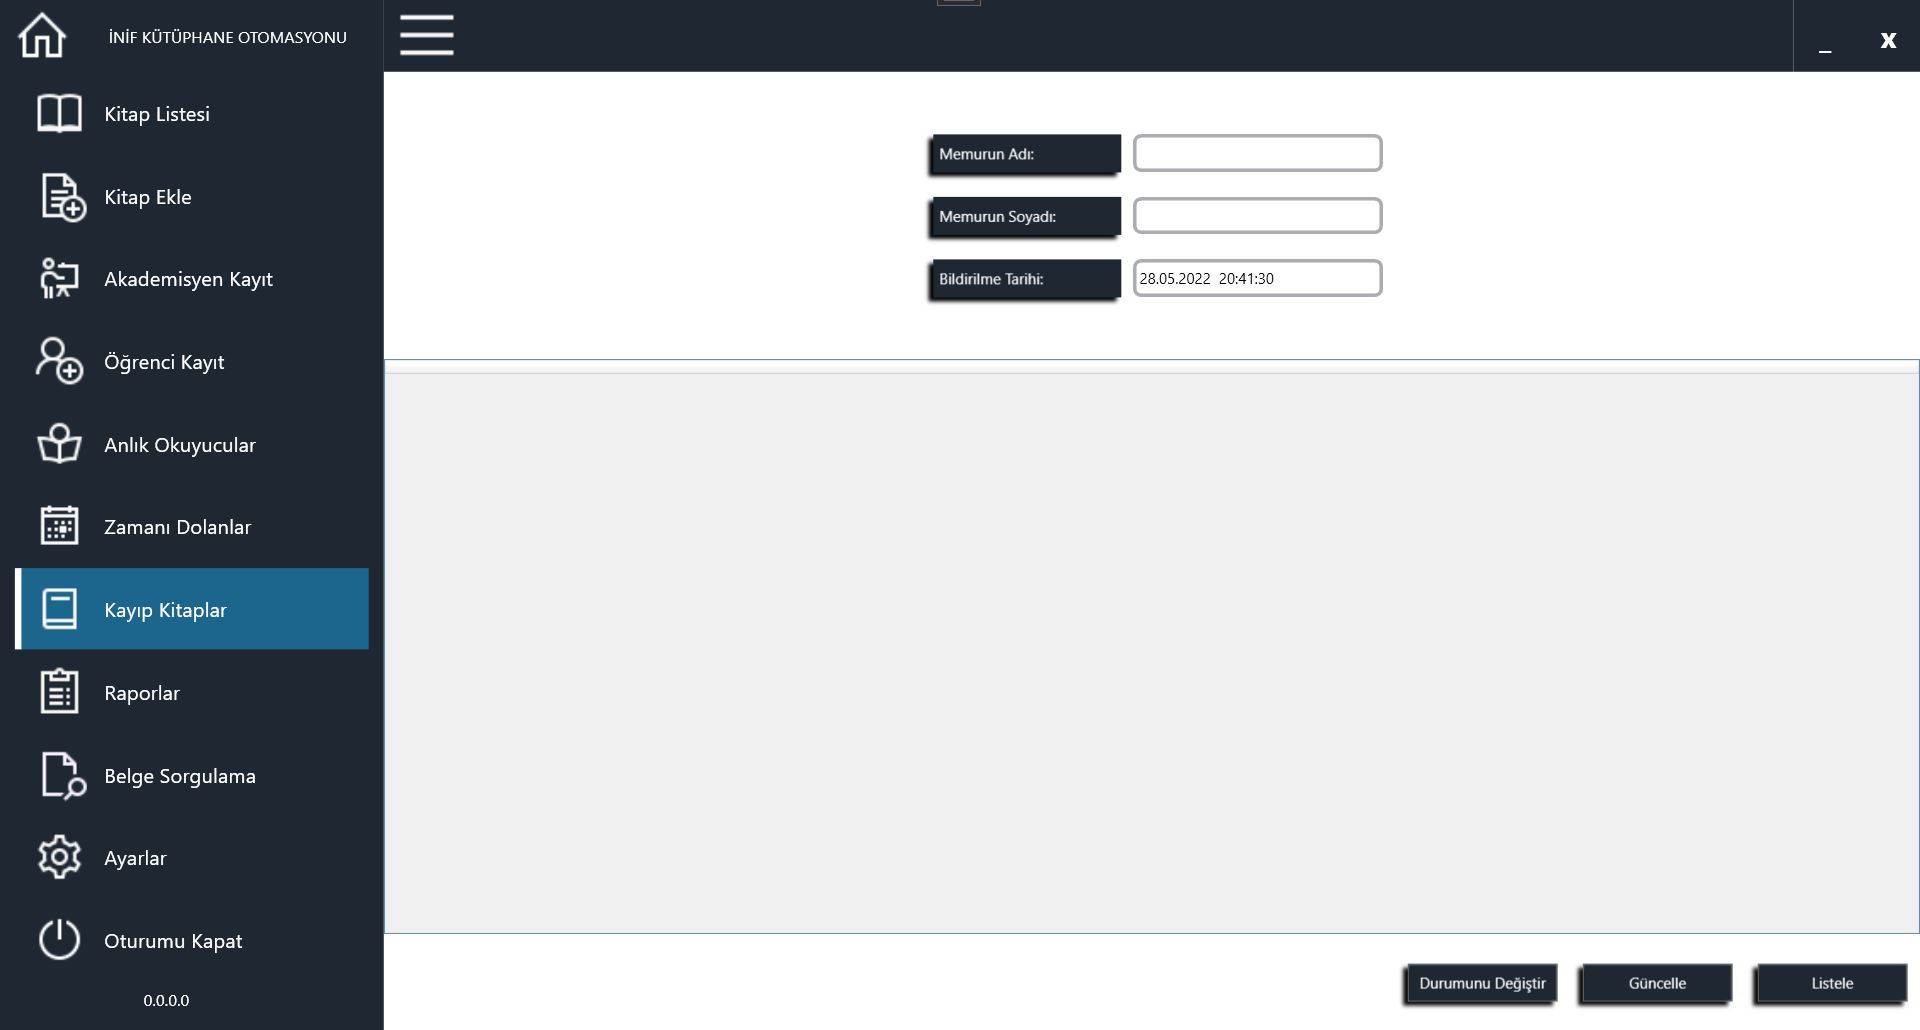 İNİF KÜTÜPHANE OTOMASYONU
_ X
Kitap Listesi
Kitap Ekle
Akademisyen Kayıt
Öğrenci Kayıt
Anlık Okuyucular
Zamanı Dolanlar
Kayıp Kitaplar
Raporlar
Belge Sorgulama
Ayarlar
Oturumu Kapat
0.0.0.0
Memurun Adı:
Memurun Soyadı:
Bildirilme Tarihi: 28.05.2022 20:41:30
Durumunu Değiştir Güncelle Listele